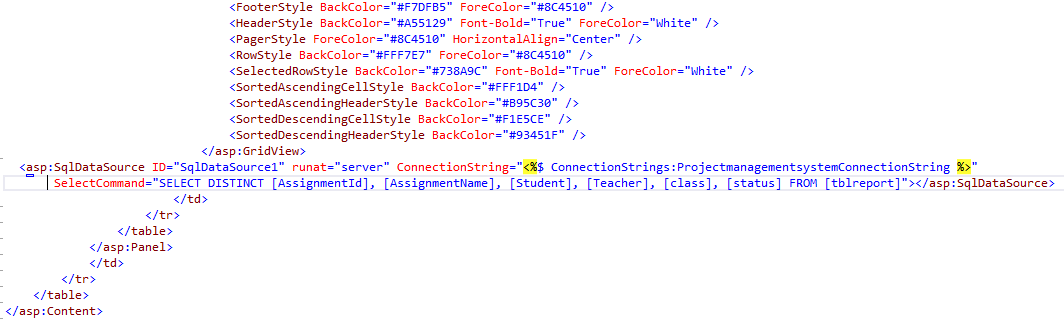 <FooterStyle BackColor="#F7DFB5" ForeColor="#8C4510" />
<HeaderStyle BackColor="#A55129" Font-Bold="True" ForeColor="White" />
<PagerStyle ForeColor="#8C4510" HorizontalAlign="Center" />
<RowStyle BackColor="#FFF7E7" ForeColor="#8C4510" />
<SelectedRowStyle BackColor="#738A9C" Font-Bold="True" ForeColor="White" />
<SortedAscendingCellStyle BackColor="#FFF1D4" />
<SortedAscendingHeaderStyle BackColor="#B95C30" />
<SortedDescendingCellStyle BackColor="#F1E5CE" />
<SortedDescendingHeaderStyle BackColor="#93451F" />
</asp:GridView>
<asp:SqlDataSource ID="SqlDataSource1" runat="server" ConnectionString="<%$ ConnectionStrings:ProjectmanagementsystemConnectionString %>"
SelectCommand="SELECT DISTINCT [AssignmentId], [AssignmentName], [Student], [Teacher], [class], [status] FROM [tblreport]"></asp:SqlDataSource>
</td>
</tr>
</table>
</asp:Panel>
</td>
</tr>
</table>
</asp:Content>